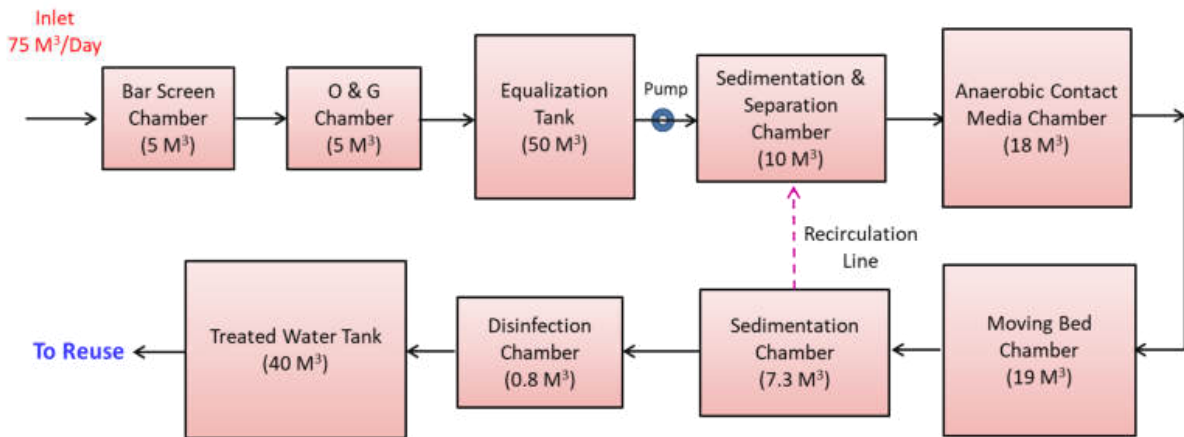 Inlet
75 M³/Day
Bar Screen
Chamber
(5 M³)
O & G
Chamber
(5 M³)
Equalization
Tank
(50 M³)
Pump
Sedimentation &
Separation
Chamber
(10 M³)
Anaerobic Contact
Media Chamber
(18 M³)
Recirculation
Line
Moving Bed
Chamber
(19 M³)
Sedimentation
Chamber
(7.3 M³)
Disinfection
Chamber
(0.8 M³)
Treated Water Tank
(40 M³)
To Reuse